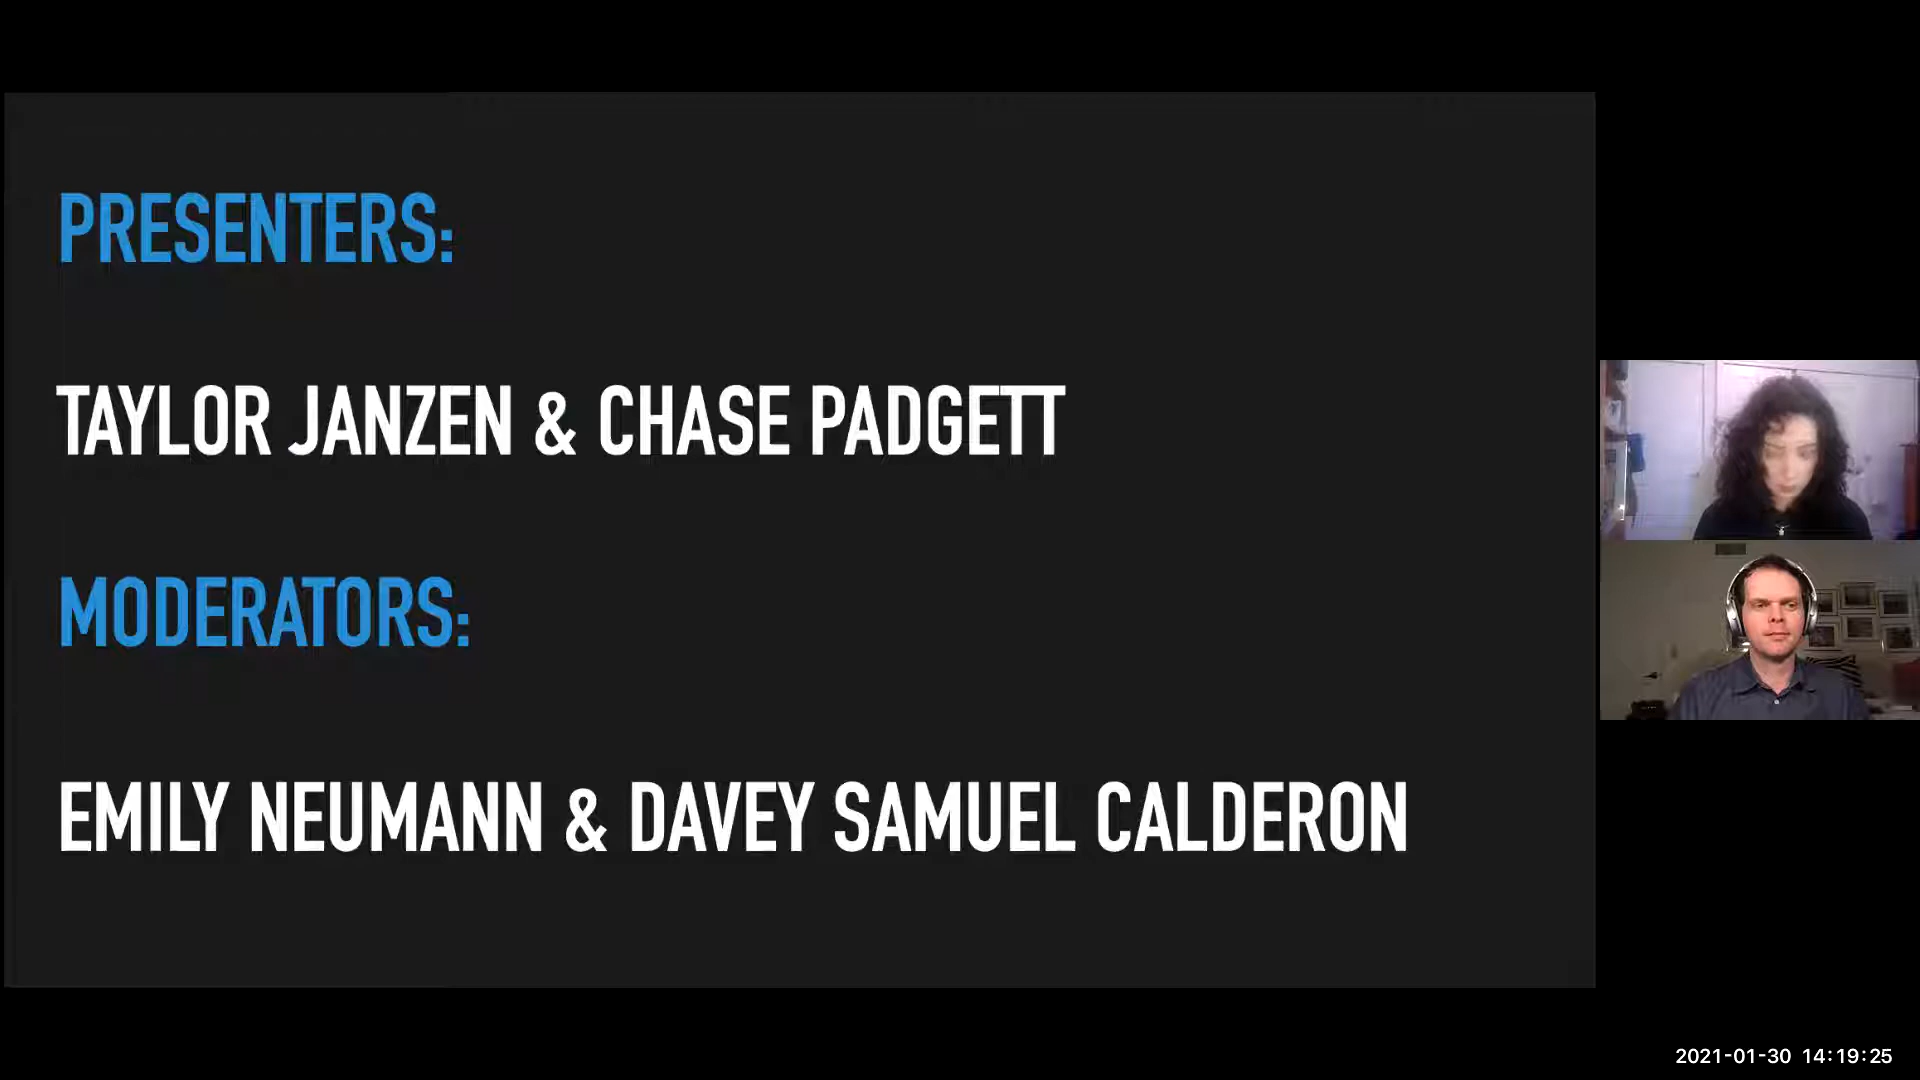 PRESENTERS:
TAYLOR JANZEN & CHASE PADGETT
MODERATORS:
EMILY NEUMANN & DAVEY SAMUEL CALDERON
2021-01-30 14:19:25